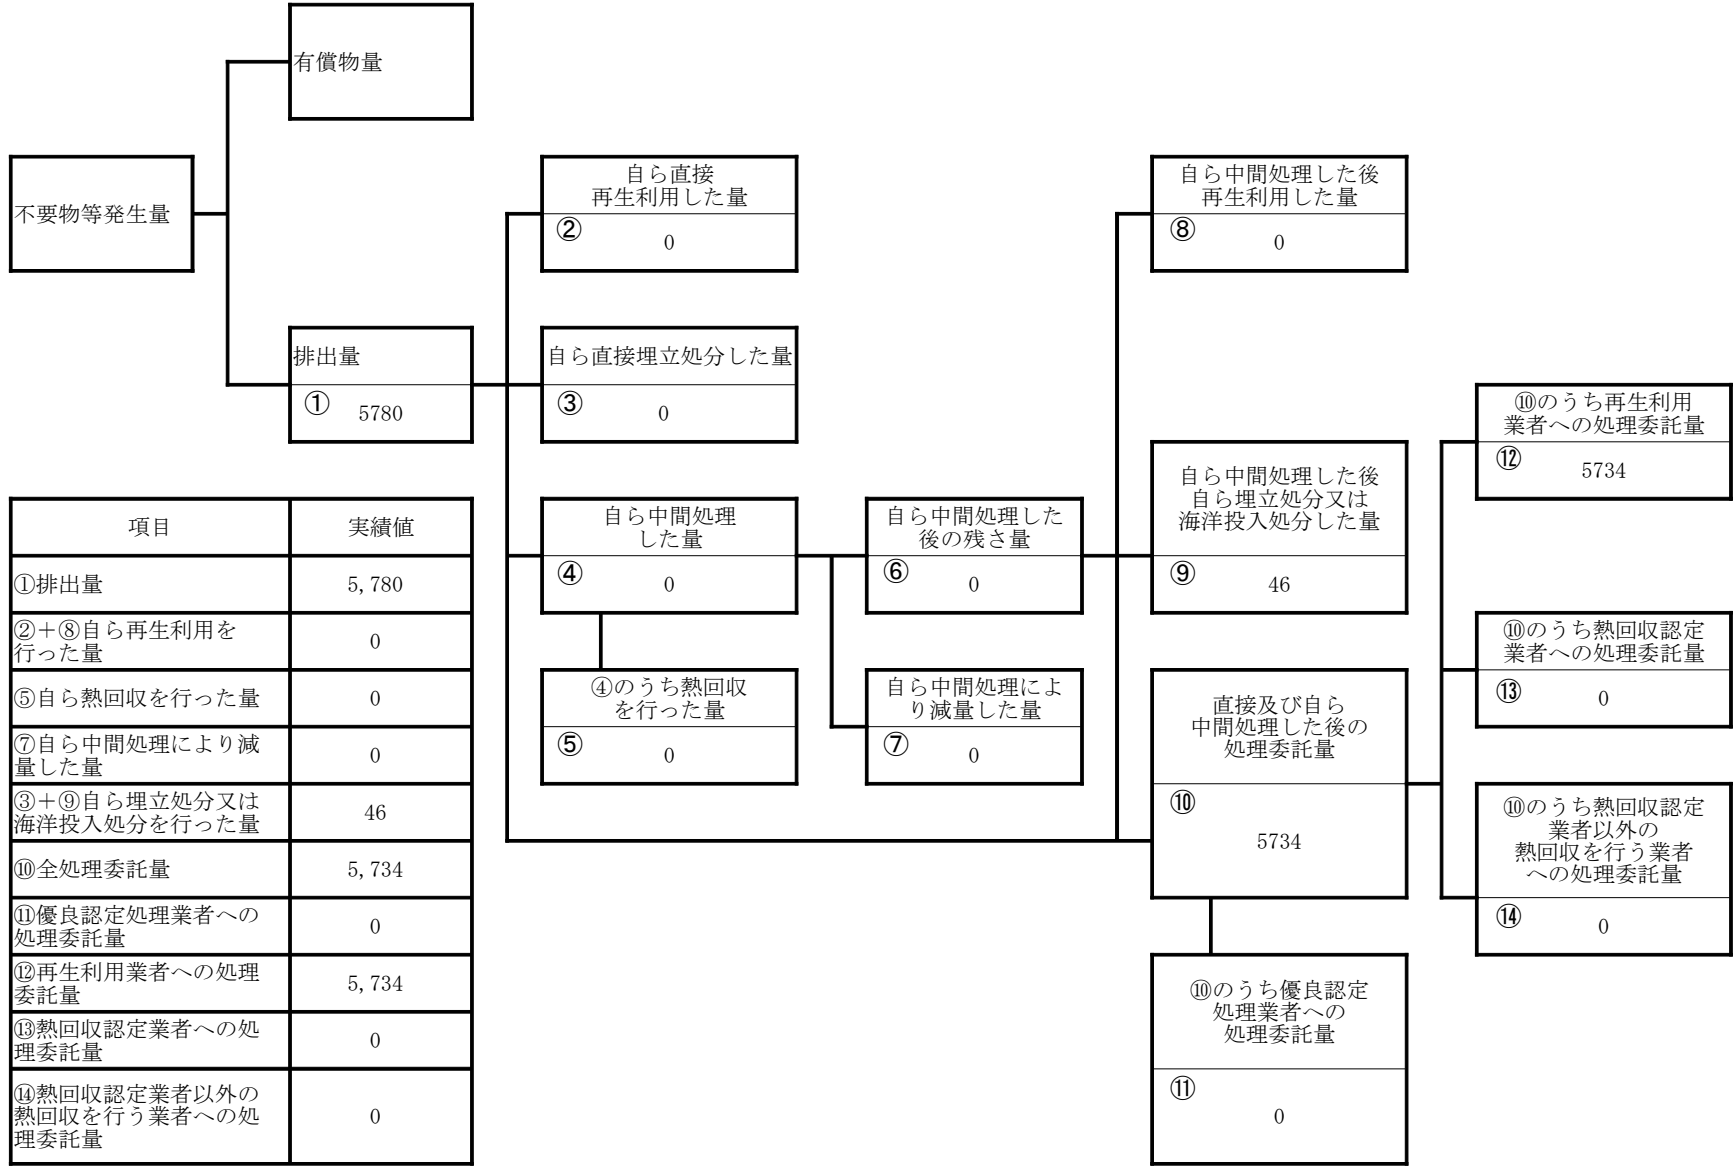 有償物量
不要物等発生量
自ら直接
再生利用した量
②
0
自ら中間処理した後
再生利用した量
⑧
0
排出量
①
5780
自ら直接埋立処分した量
③
0
⑩のうち再生利用
業者への処理委託量
⑫
5734
自ら中間処理した後
自ら埋立処分又は
海洋投入処分した量
⑨
46
自ら中間処理
した量
④
0
自ら中間処理した
後の残さ量
⑥
0
⑩のうち熱回収認定
業者への処理委託量
⑬
0
④のうち熱回収
を行った量
⑤
0
自ら中間処理によ
り減量した量
⑦
0
直接及び自ら
中間処理した後の
処理委託量
⑩
5734
⑩のうち熱回収認定
業者以外の
熱回収を行う業者
への処理委託量
⑭
0
⑩のうち優良認定
処理業者への
処理委託量
⑪
0
項目 実績値
①排出量 5,780
②＋⑧自ら再生利用を
行った量 0
⑤自ら熱回収を行った量 0
⑦自ら中間処理により減
量した量 0
③＋⑨自ら埋立処分又は
海洋投入処分を行った量 46
⑩全処理委託量 5,734
⑪優良認定処理業者への
処理委託量 0
⑫再生利用業者への処理
委託量 5,734
⑬熱回収認定業者への処
理委託量 0
⑭熱回収認定業者以外の
熱回収を行う業者への処
理委託量 0